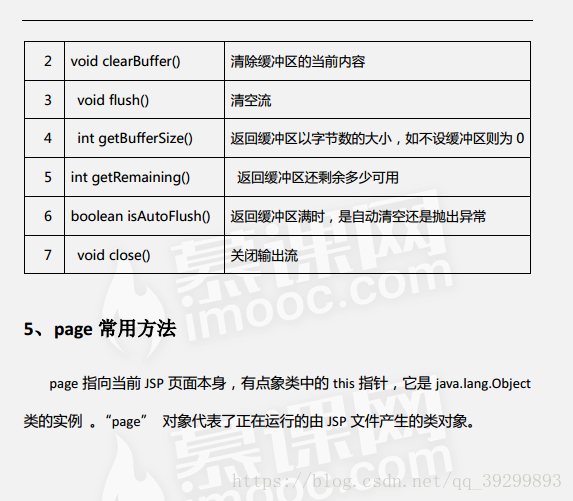 2 void clearBuffer() 清除缓冲区的当前内容
3 void flush() 清空流
4 int getBufferSize() 返回缓冲区以字节数的大小，如不设缓冲区则为 0
5 int getRemaining() 返回缓冲区还剩余多少可用
6 boolean isAutoFlush() 返回缓冲区满时，是自动清空还是抛出异常
7 void close() 关闭输出流
慕课网
imooc.com
5、page 常用方法
page 指向当前 JSP 页面本身，有点象类中的 this 指针，它是 java.lang.Object
类的实例 。“page” 对象代表了正在运行的由 JSP 文件产生的类对象。
慕课网
https://blog.csdn.net/qq_39299893